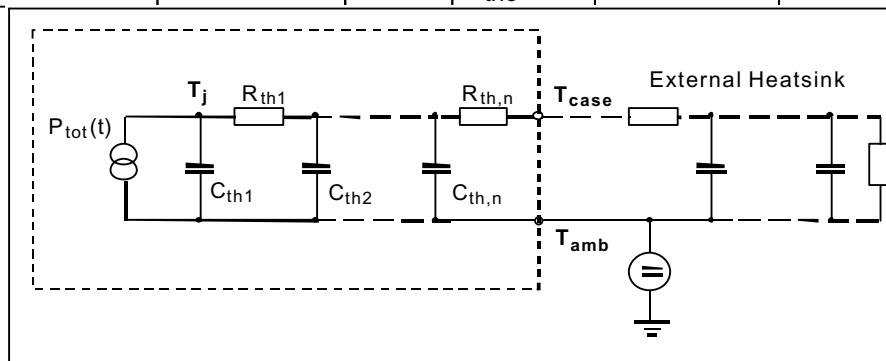 External Heatsink
T_j R_th1 R_th,n T_case
P_tot(t)
C_th1 C_th2 C_th,n
T_amb